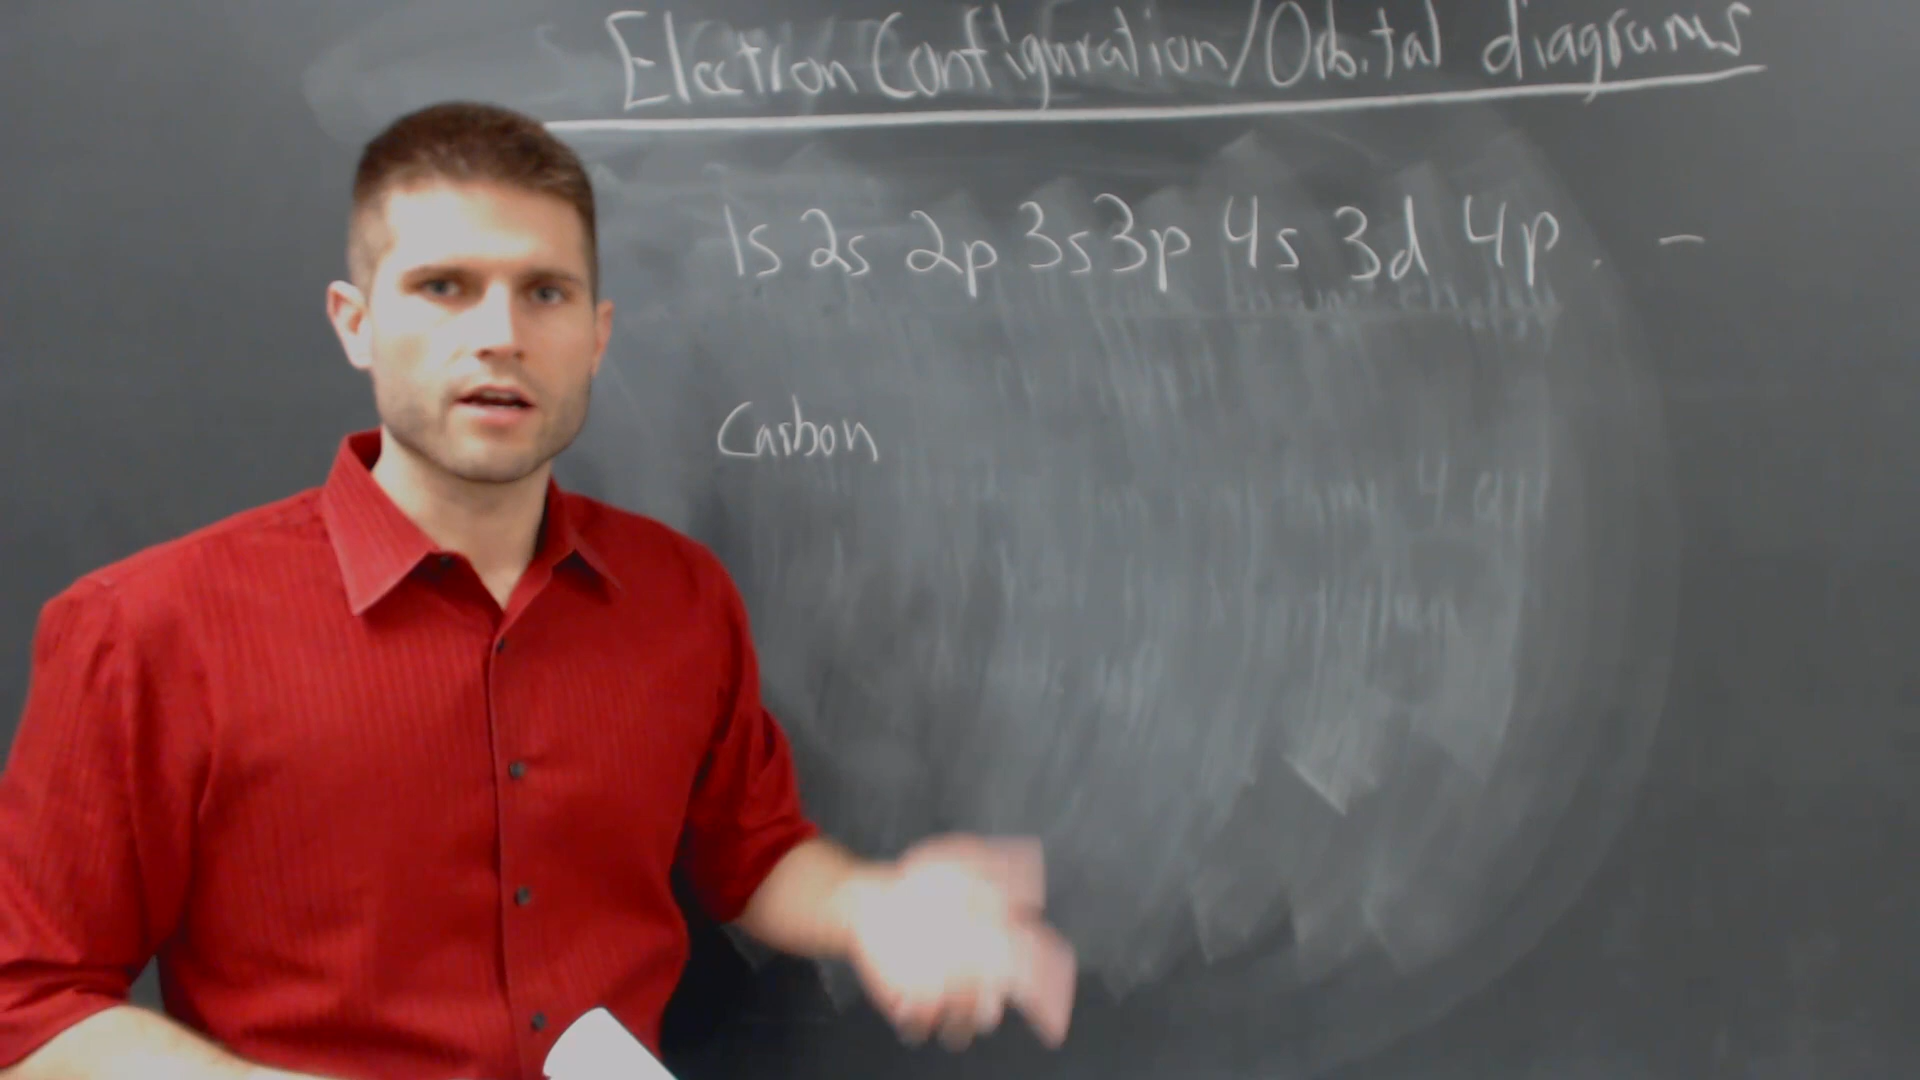 Electron Configuration/Orbital diagrams
1s 2s 2p 3s 3p 4s 3d 4p . -
Carbon